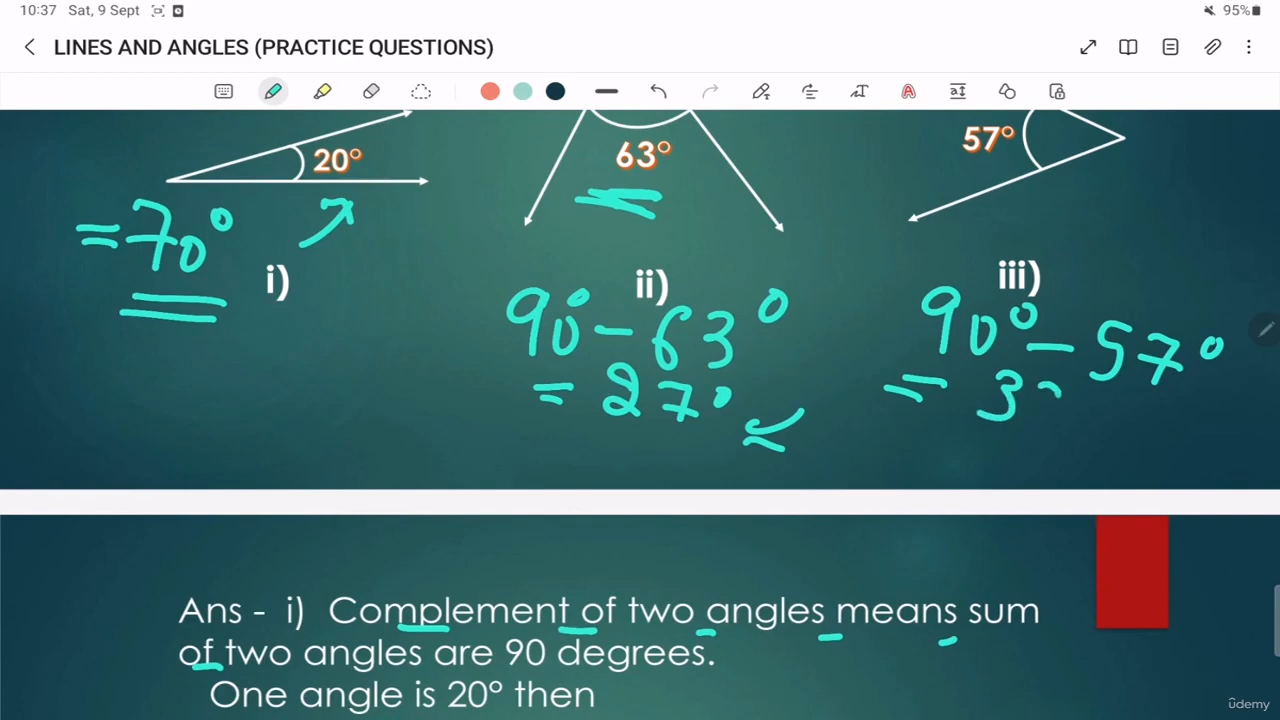 10:37 Sat, 9 Sept 95%
LINES AND ANGLES (PRACTICE QUESTIONS)
20° 63° 57°
=70°
i) ii) iii)
90° – 63° 90° – 57°
= 27° = 3
Ans - i) Complement of two angles means sum
of two angles are 90 degrees.
One angle is 20° then
ûdemy